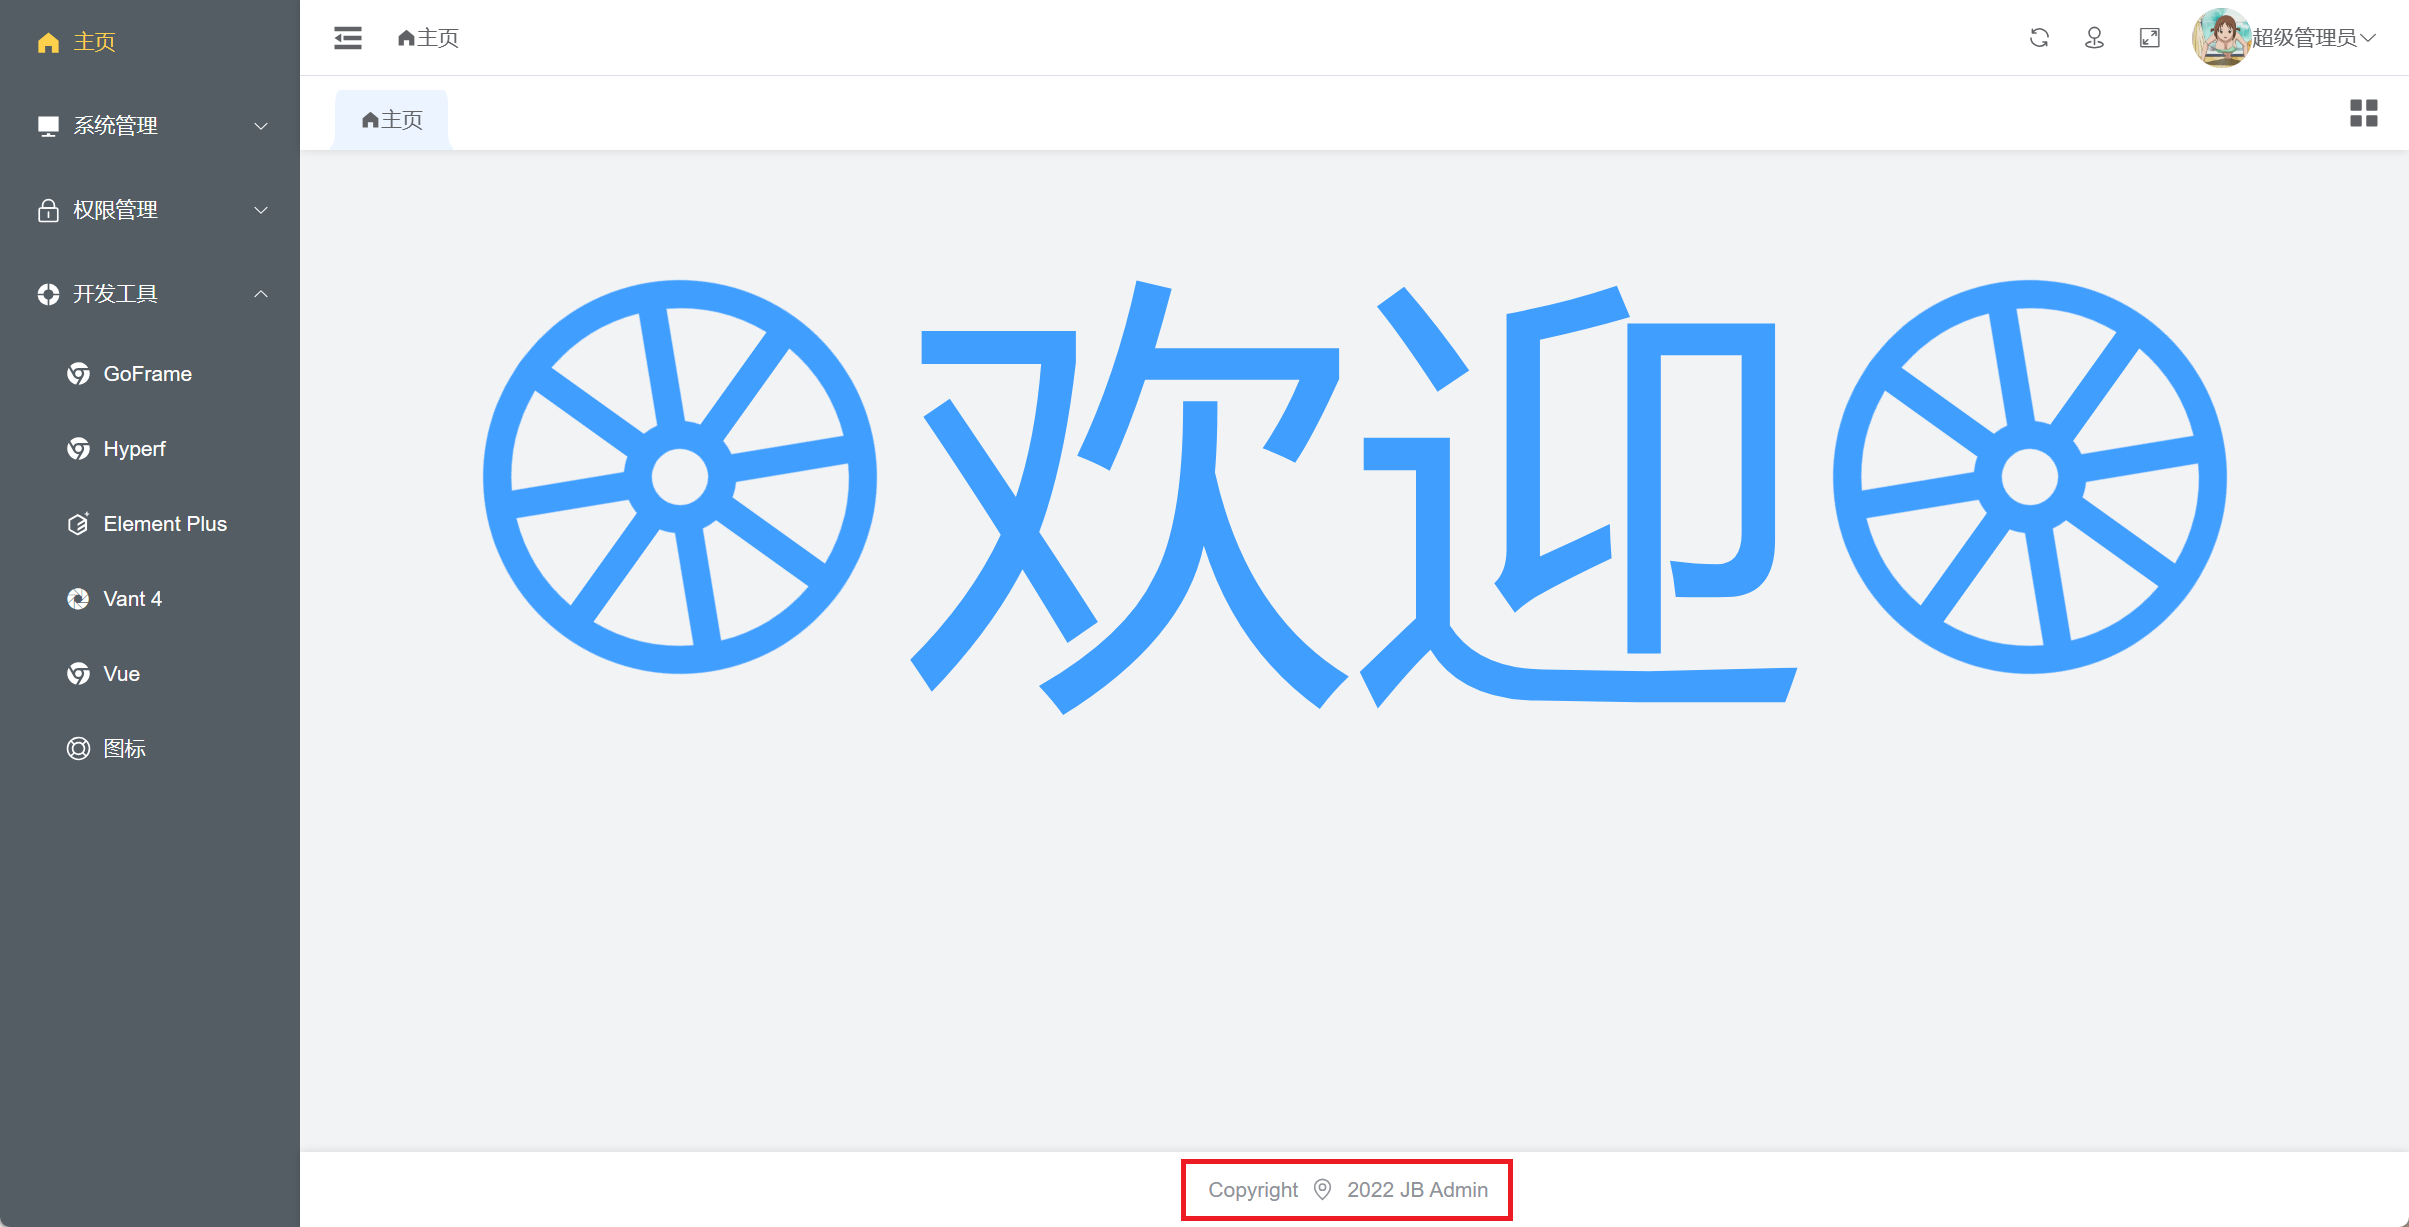 主页
系统管理
权限管理
开发工具
GoFrame
Hyperf
Element Plus
Vant 4
Vue
图标
主页
超级管理员
主页
欢迎
Copyright 2022 JB Admin